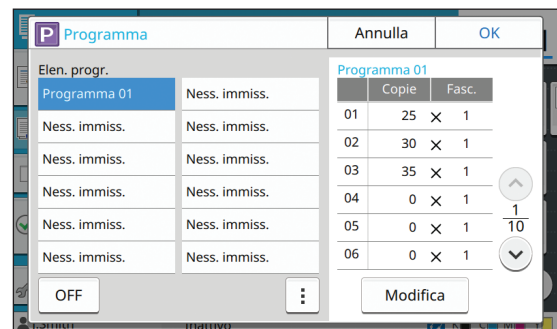 P Programma
Annulla
OK
Elen. progr.
Programma 01
Ness. immiss.
Ness. immiss.
Ness. immiss.
Ness. immiss.
Ness. immiss.
Ness. immiss.
Ness. immiss.
Ness. immiss.
Ness. immiss.
Ness. immiss.
Ness. immiss.
OFF
Programma 01
Copie Fasc.
01 25 × 1
02 30 × 1
03 35 × 1
04 0 × 1
05 0 × 1
06 0 × 1
1
10
Modifica
J.Smith Inattivo